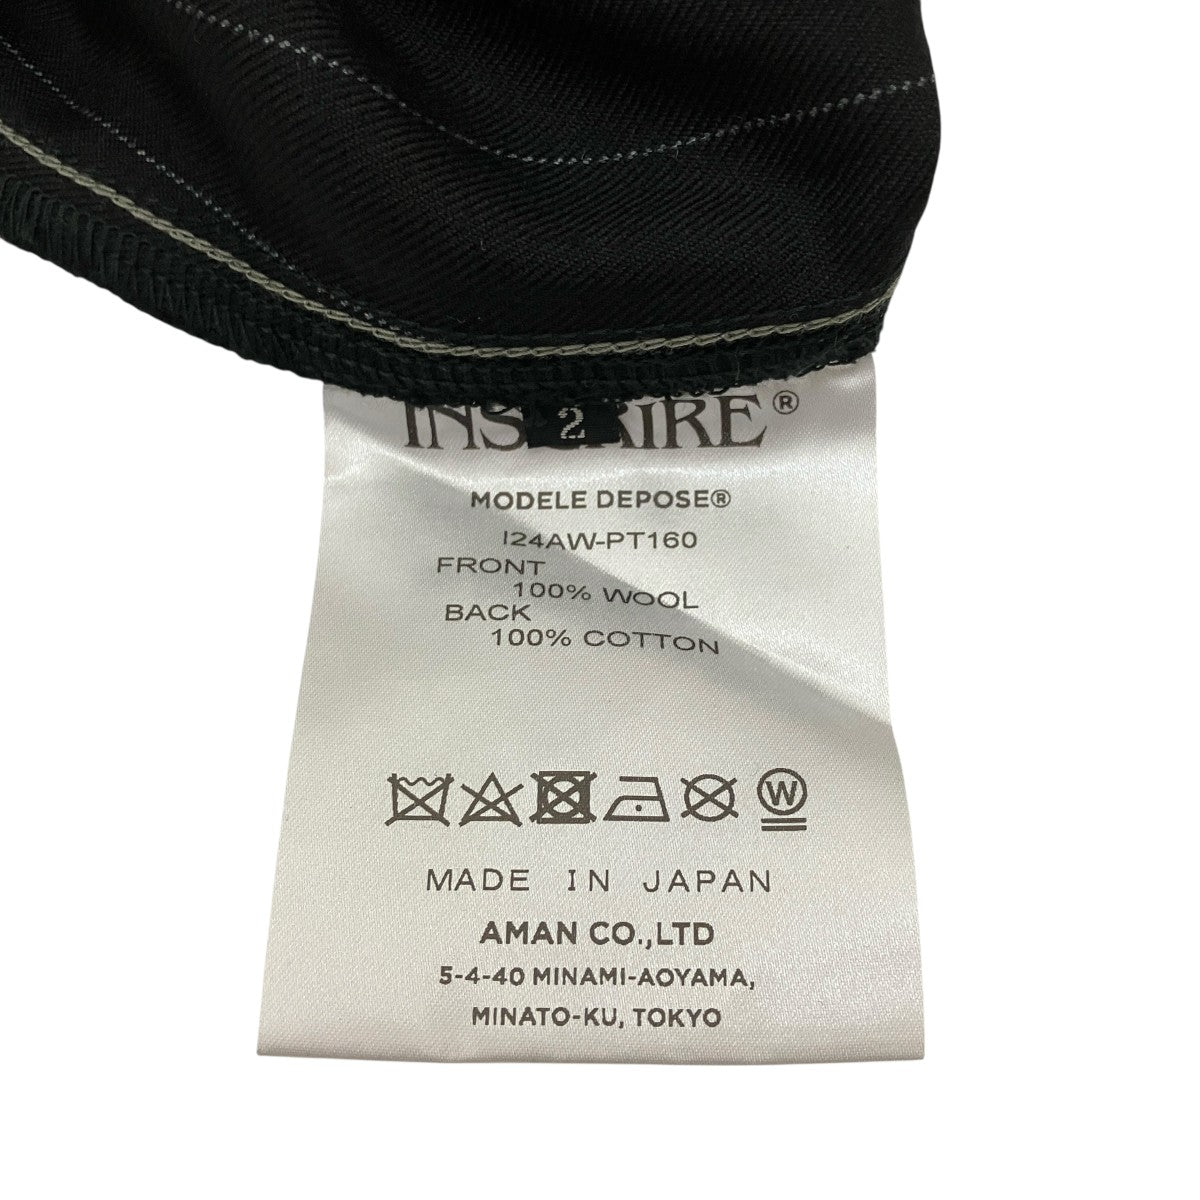 2
MODELE DEPOSE®
I24AW-PT160
FRONT
100% WOOL
BACK
100% COTTON
W
MADE IN JAPAN
AMAN CO.,LTD
5-4-40 MINAMI-AOYAMA,
MINATO-KU, TOKYO